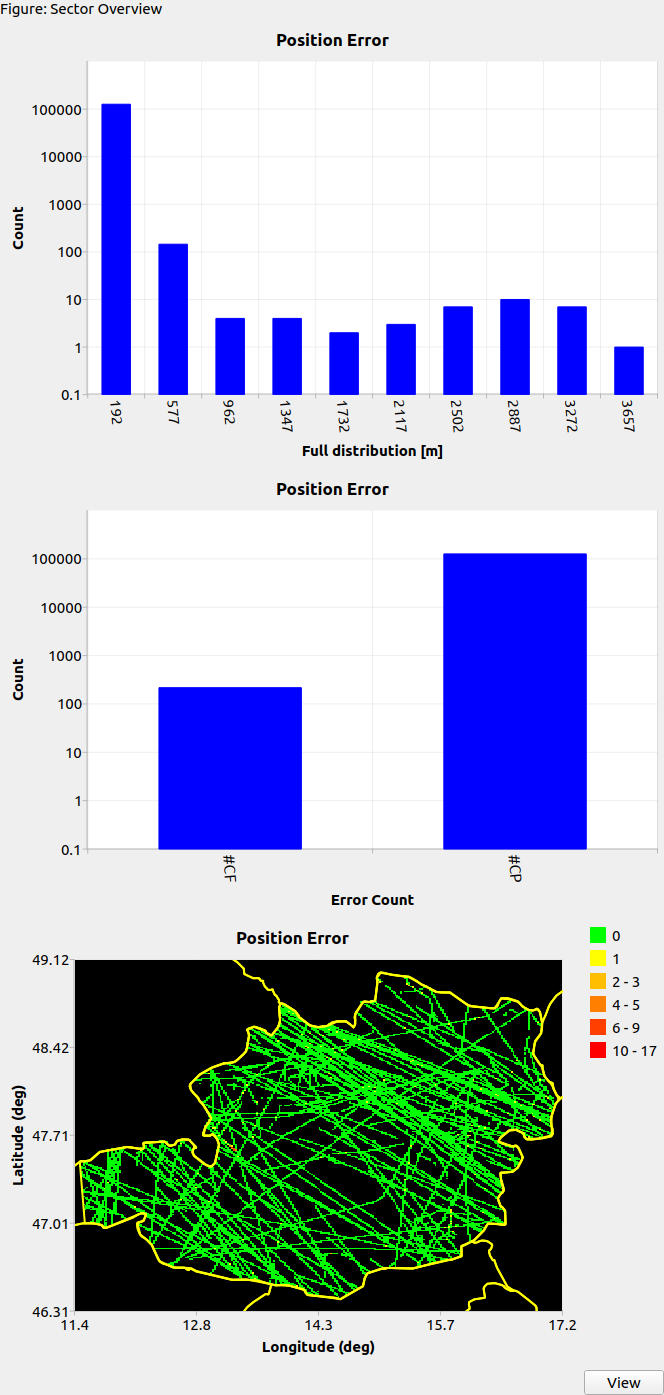 Figure: Sector Overview
Position Error
Count
100000
10000
1000
100
10
1
0.1
192
577
962
1347
1732
2117
2502
2887
3272
3657
Full distribution [m]
Position Error
Count
100000
10000
1000
100
10
1
0.1
#CF
#CP
Error Count
Position Error
Latitude (deg)
49.12
48.42
47.71
47.01
46.31
11.4
12.8
14.3
15.7
17.2
Longitude (deg)
0
1
2 - 3
4 - 5
6 - 9
10 - 17
View